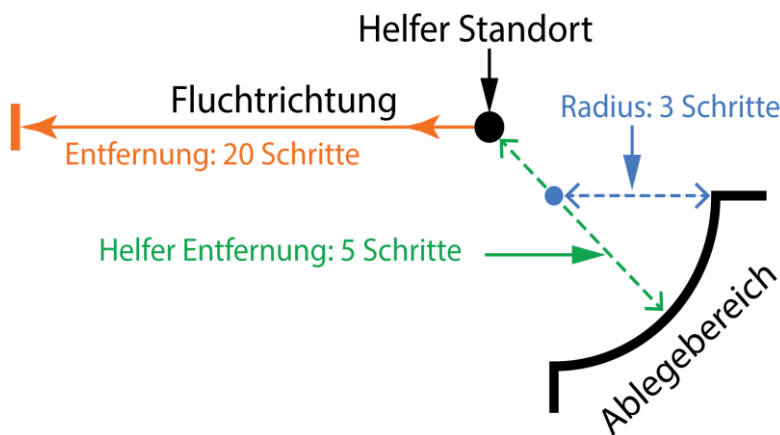 Helfer Standort
Fluchtrichtung
Radius: 3 Schritte
Entfernung: 20 Schritte
Helfer Entfernung: 5 Schritte
Ablegebereich